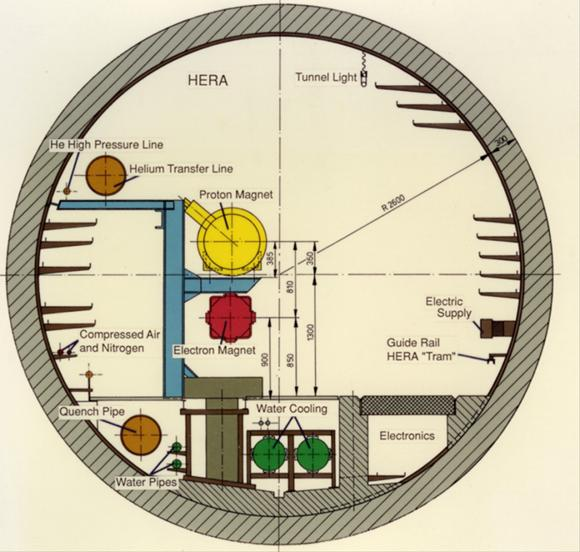 HERA
Tunnel Light
300
He High Pressure Line
Helium Transfer Line
Proton Magnet
R 2600
385
350
810
1300
Electric
Supply
Compressed Air
and Nitrogen
Electron Magnet
900
850
Guide Rail
HERA "Tram"
Quench Pipe
Water Cooling
Electronics
Water Pipes